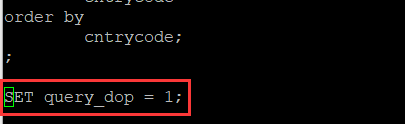 order by
cntrycode;
;
SET query_dop = 1;